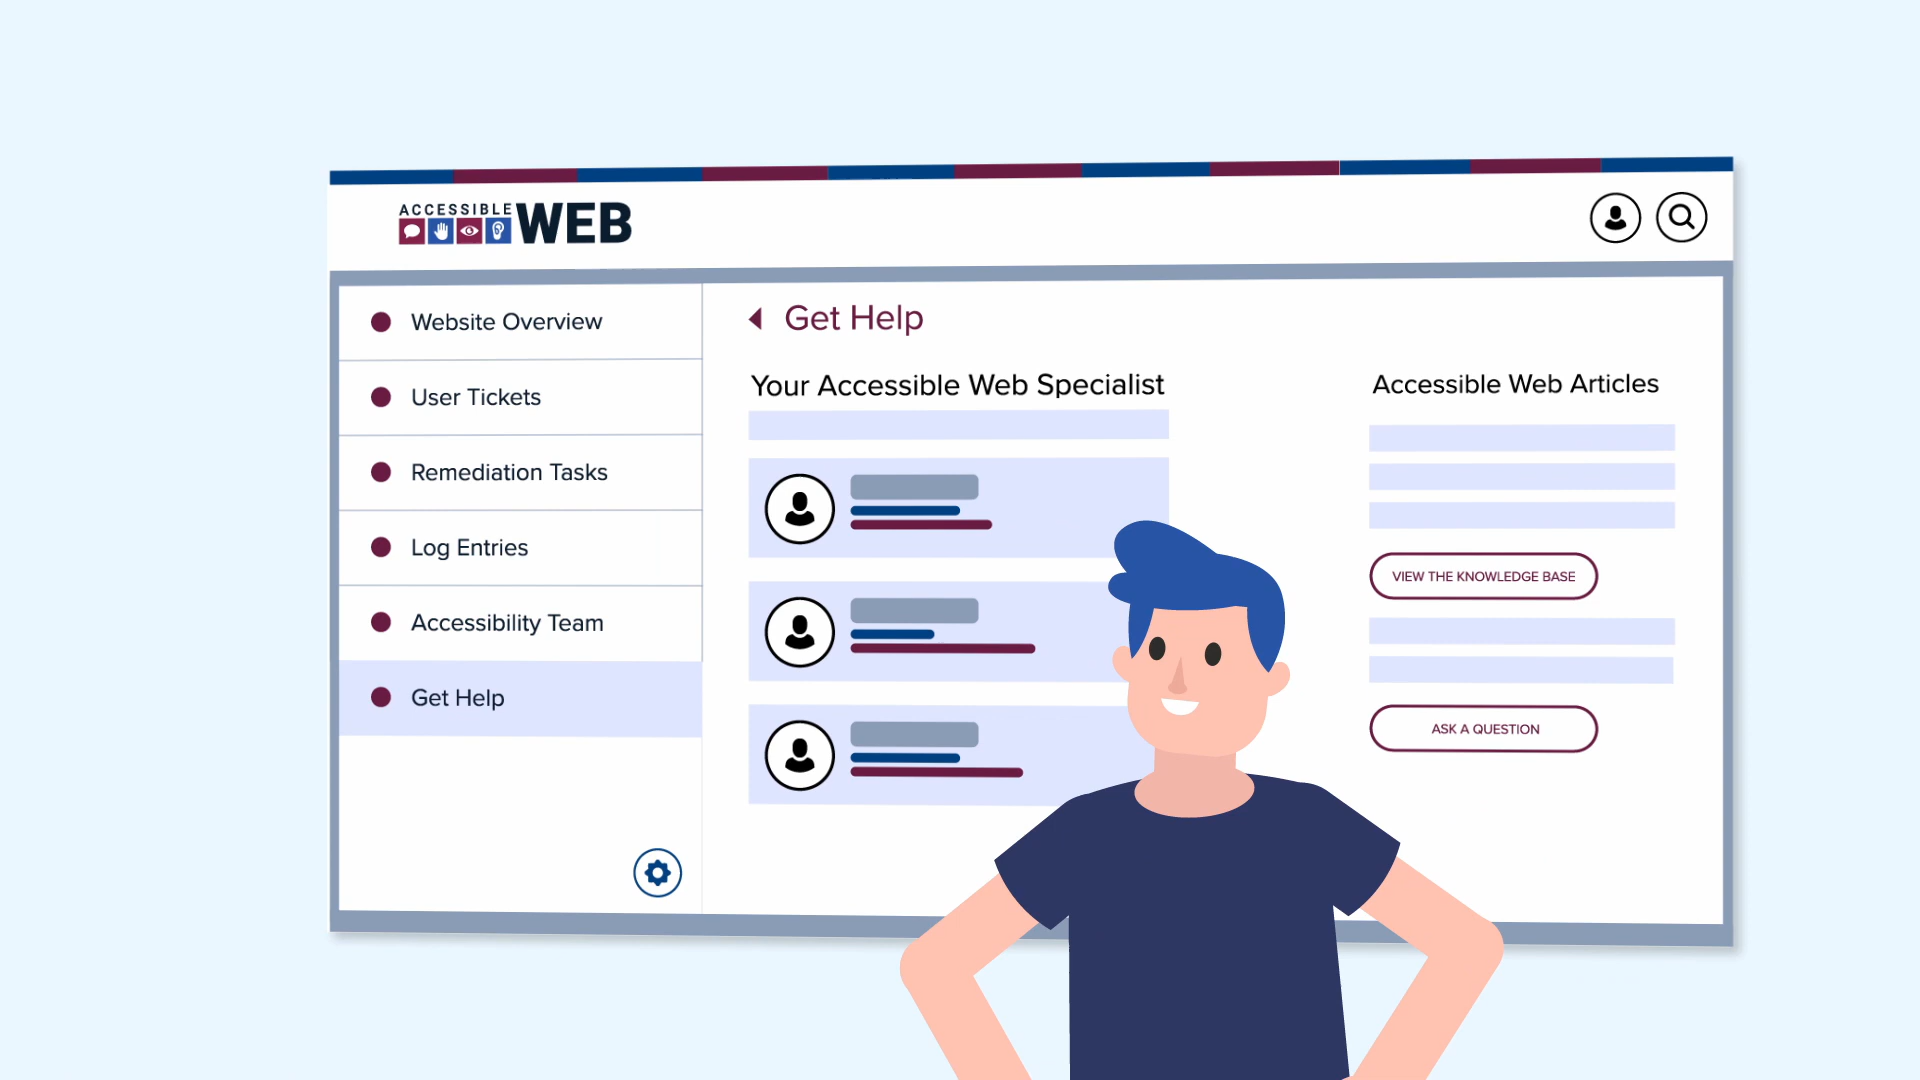 ACCESSIBLE
WEB
Website Overview
User Tickets
Remediation Tasks
Log Entries
Accessibility Team
Get Help
Get Help
Your Accessible Web Specialist
Accessible Web Articles
VIEW THE KNOWLEDGE BASE
ASK A QUESTION